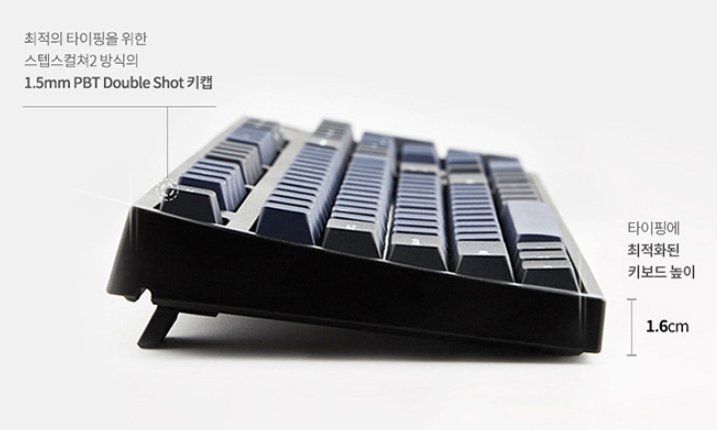 최적의 타이핑을 위한
스텝스컬쳐2 방식의
1.5mm PBT Double Shot 키캡
타이핑에
최적화된
키보드 높이
1.6cm